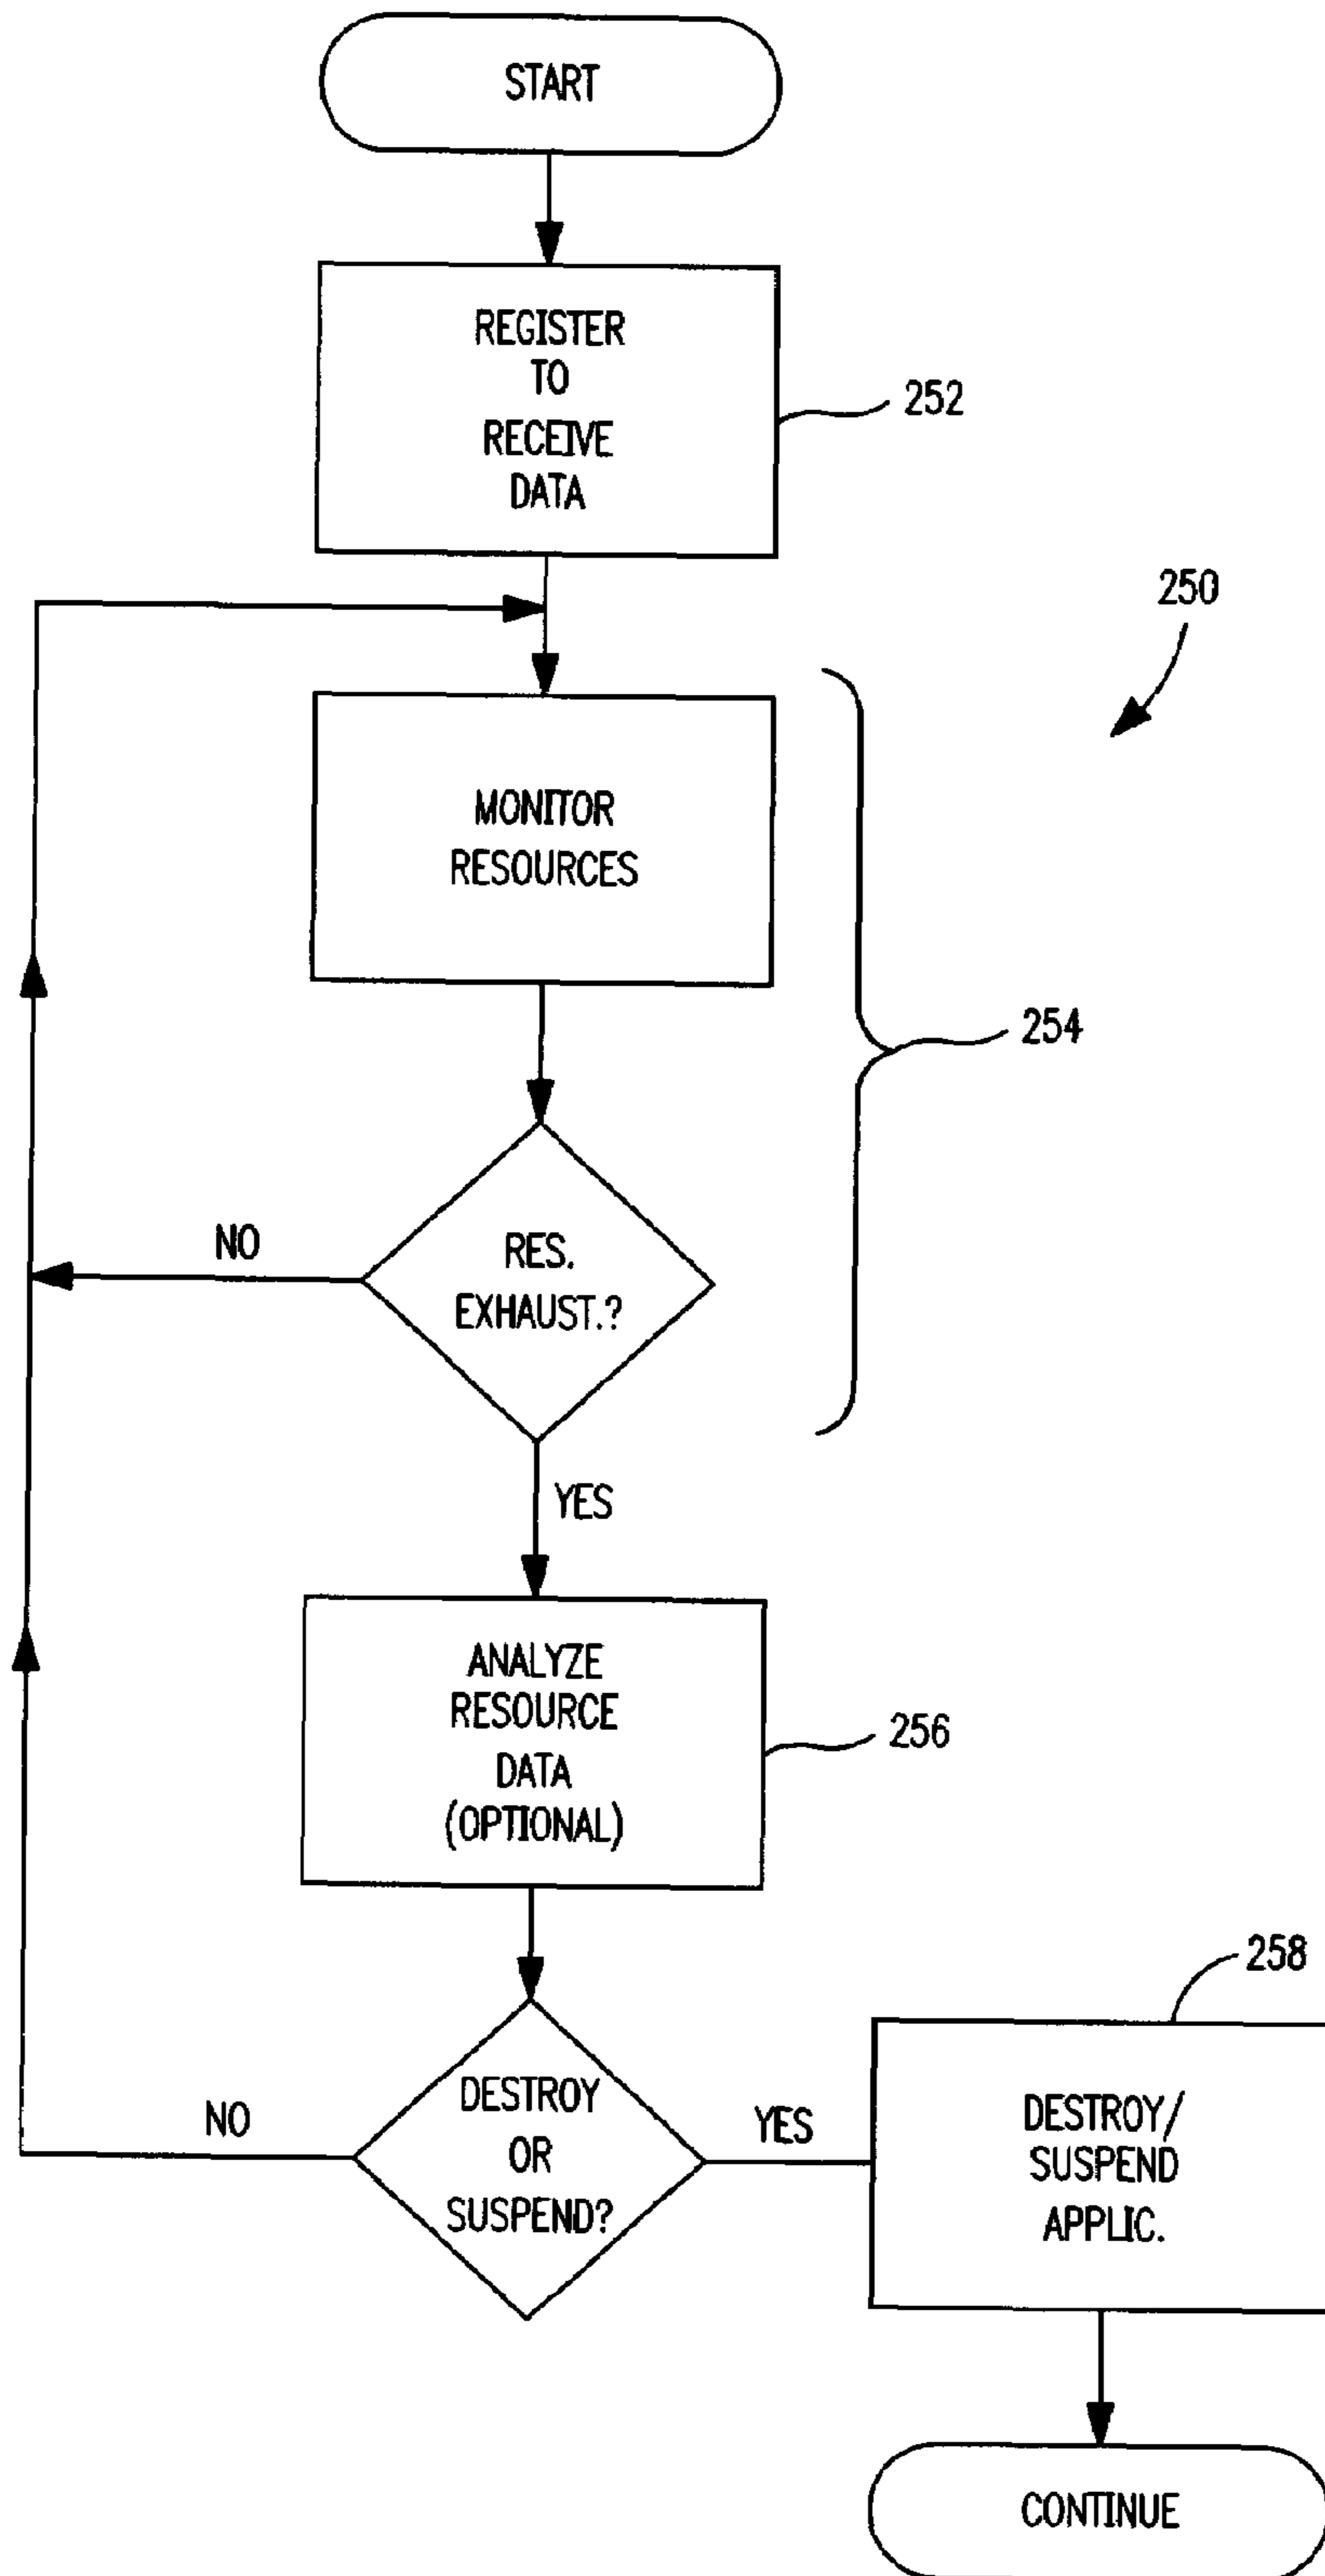 START
REGISTER
TO
RECEIVE
DATA
252
250
MONITOR
RESOURCES
254
NO
RES.
EXHAUST.?
YES
ANALYZE
RESOURCE
DATA
(OPTIONAL)
256
258
NO
DESTROY
OR
SUSPEND?
YES
DESTROY/
SUSPEND
APPLIC.
CONTINUE